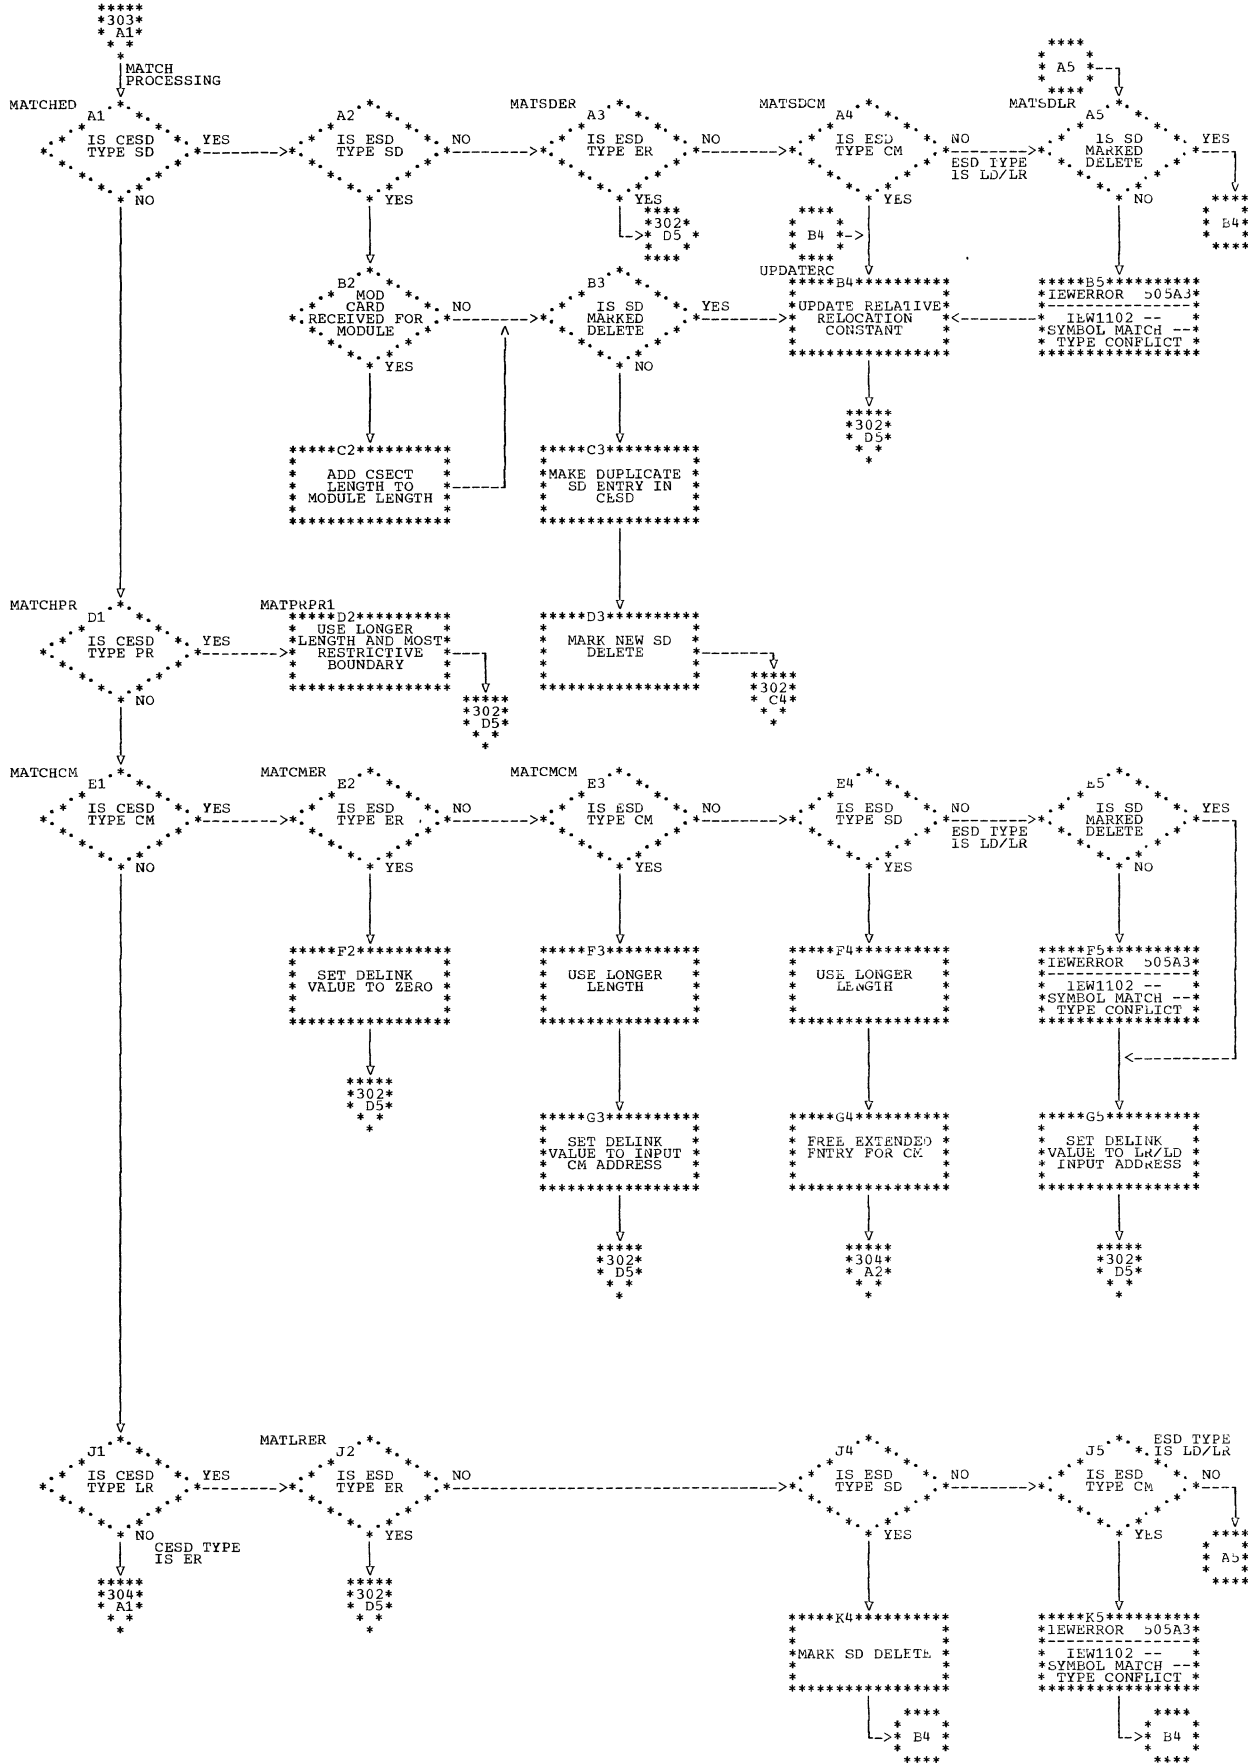 303
A1
MATCH
PROCESSING
A5
MATCHED
MATSDER
MATSDCM
MATSDLR
A1
A2
A3
A4
A5
IS CESD
TYPE SD
YES
IS ESD
TYPE SD
NO
IS ESD
TYPE ER
NO
IS ESD
TYPE CM
NO
ESD TYPE
IS LD/LR
IS SD
MARKED
DELETE
YES
NO
YES
YES
YES
NO
302
D5
B4
B4
UPDATERC
B2
MOD
CARD
RECEIVED FOR
MODULE
NO
YES
B3
IS SD
MARKED
DELETE
YES
NO
B4
UPDATE RELATIVE
RELOCATION
CONSTANT
B5
IEWERROR 505A3
IEW1102 --
SYMBOL MATCH --
TYPE CONFLICT
302
D5
C2
ADD CSECT
LENGTH TO
MODULE LENGTH
C3
MAKE DUPLICATE
SD ENTRY IN
CESD
MATCHPR
D1
IS CESD
TYPE PR
YES
NO
MATPRPR1
D2
USE LONGER
LENGTH AND MOST
RESTRICTIVE
BOUNDARY
302
D5
D3
MARK NEW SD
DELETE
302
C4
MATCHCM
MATCMER
MATCMCM
E1
IS CESD
TYPE CM
YES
NO
E2
IS ESD
TYPE ER
NO
YES
E3
IS ESD
TYPE CM
NO
YES
E4
IS ESD
TYPE SD
NO
ESD TYPE
IS LD/LR
YES
E5
IS SD
MARKED
DELETE
YES
NO
F2
SET DELINK
VALUE TO ZERO
302
D5
F3
USE LONGER
LENGTH
F4
USE LONGER
LENGTH
F5
IEWERROR 505A3
IEW1102 --
SYMBOL MATCH --
TYPE CONFLICT
G3
SET DELINK
VALUE TO INPUT
CM ADDRESS
302
D5
G4
FREE EXTENDED
ENTRY FOR CM
304
A2
G5
SET DELINK
VALUE TO LR/LD
INPUT ADDRESS
302
D5
MATLRER
J1
IS CESD
TYPE LR
YES
NO
CESD TYPE
IS ER
304
A1
J2
IS ESD
TYPE ER
NO
YES
302
D5
J4
IS ESD
TYPE SD
NO
YES
J5
IS ESD
TYPE CM
ESD TYPE
IS LD/LR
NO
YES
A5
K4
MARK SD DELETE
B4
K5
IEWERROR 505A3
IEW1102 --
SYMBOL MATCH --
TYPE CONFLICT
B4